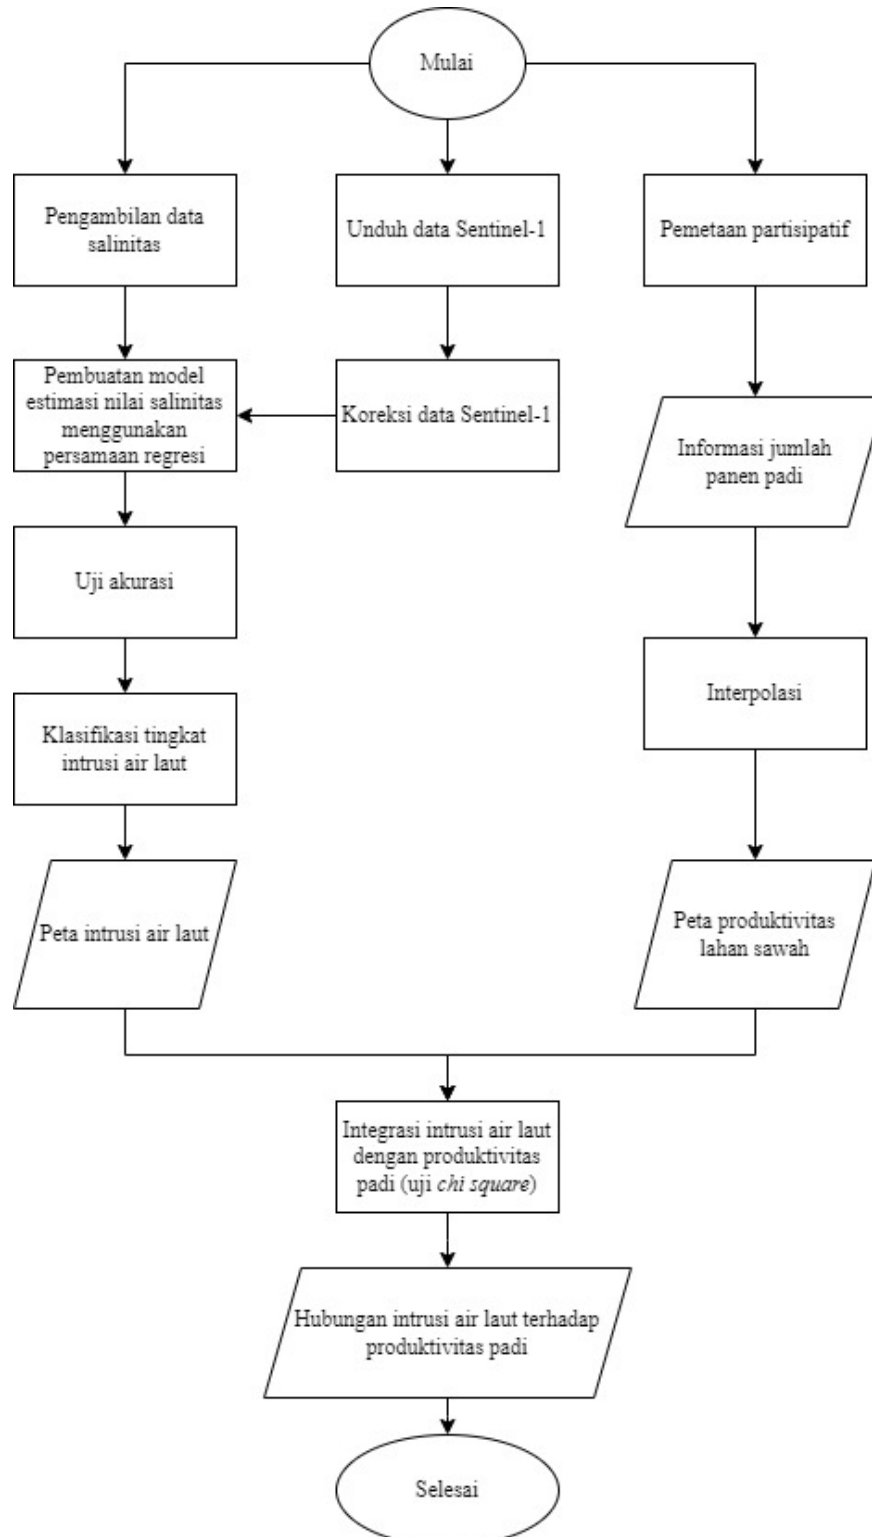 Mulai
Pengambilan data
salinitas
Unduh data Sentinel-1
Pemetaan partisipatif
Pembuatan model
estimasi nilai salinitas
menggunakan
persamaan regresi
Koreksi data Sentinel-1
Informasi jumlah
panen padi
Uji akurasi
Interpolasi
Klasifikasi tingkat
intrusi air laut
Peta intrusi air laut
Peta produktivitas
lahan sawah
Integrasi intrusi air laut
dengan produktivitas
padi (uji chi square)
Hubungan intrusi air laut terhadap
produktivitas padi
Selesai